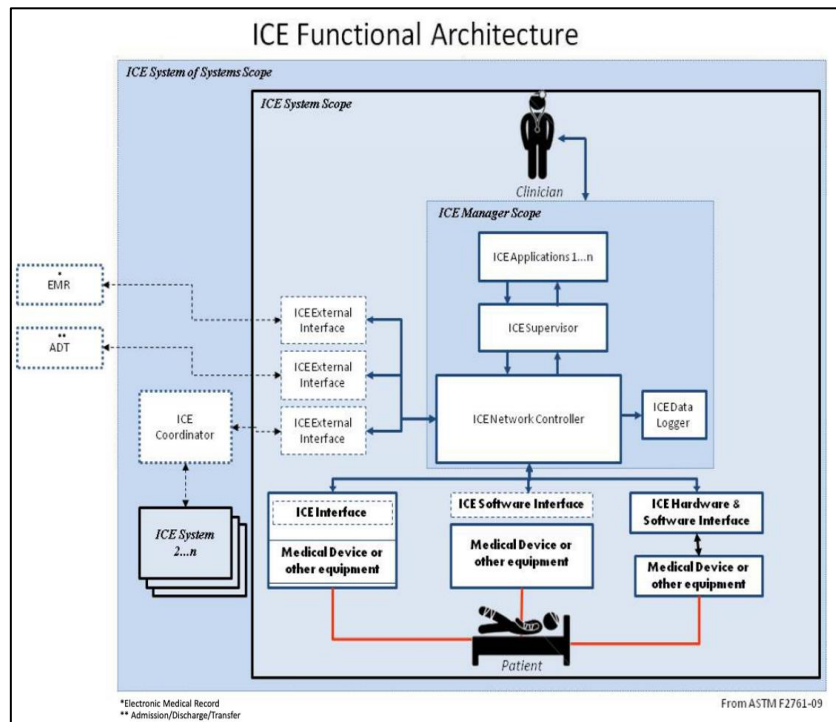 ICE Functional Architecture
ICE System of Systems Scope
ICE System Scope
Clinician
ICE Manager Scope
ICE Applications 1...n
ICE Supervisor
ICE Network Controller
ICE Data
Logger
*
EMR
**
ADT
ICE External
Interface
ICE External
Interface
ICE External
Interface
ICE
Coordinator
ICE System
2...n
ICE Interface
Medical Device or
other equipment
ICE Software Interface
Medical Device or
other equipment
ICE Hardware &
Software Interface
Medical Device or
other equipment
Patient
*Electronic Medical Record
** Admission/Discharge/Transfer
From ASTM F2761-09